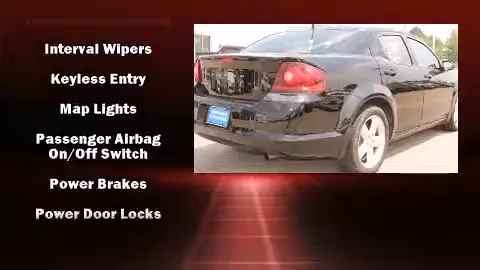 Interval Wipers
Keyless Entry
Map Lights
Passenger Airbag
On/Off Switch
Power Brakes
Power Door Locks